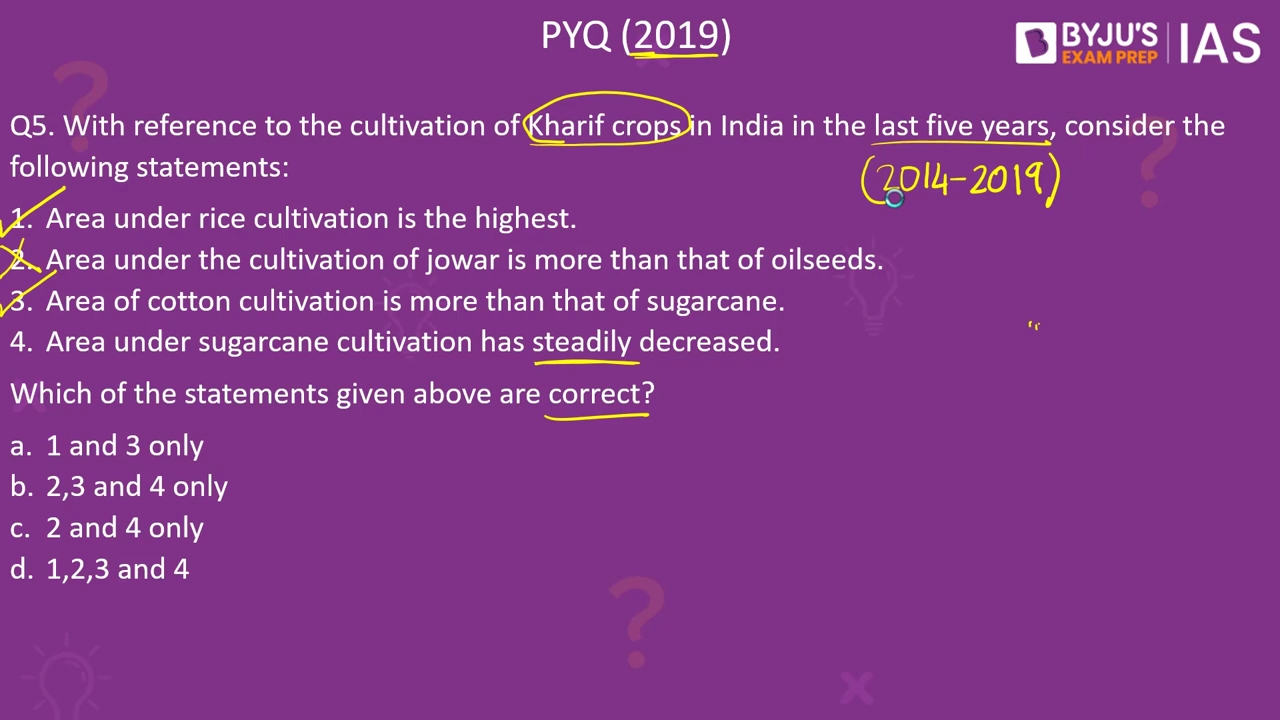 PYQ (2019)
BYJU'S
EXAM PREP
IAS
Q5. With reference to the cultivation of Kharif crops in India in the last five years, consider the
following statements:
(2014-2019)
1. Area under rice cultivation is the highest.
2. Area under the cultivation of jowar is more than that of oilseeds.
3. Area of cotton cultivation is more than that of sugarcane.
4. Area under sugarcane cultivation has steadily decreased.
Which of the statements given above are correct?
a. 1 and 3 only
b. 2,3 and 4 only
c. 2 and 4 only
d. 1,2,3 and 4